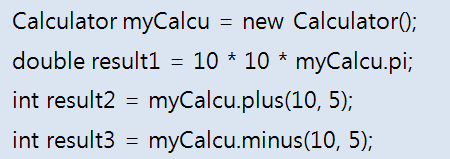 Calculator myCalcu = new Calculator();
double result1 = 10 * 10 * myCalcu.pi;
int result2 = myCalcu.plus(10, 5);
int result3 = myCalcu.minus(10, 5);